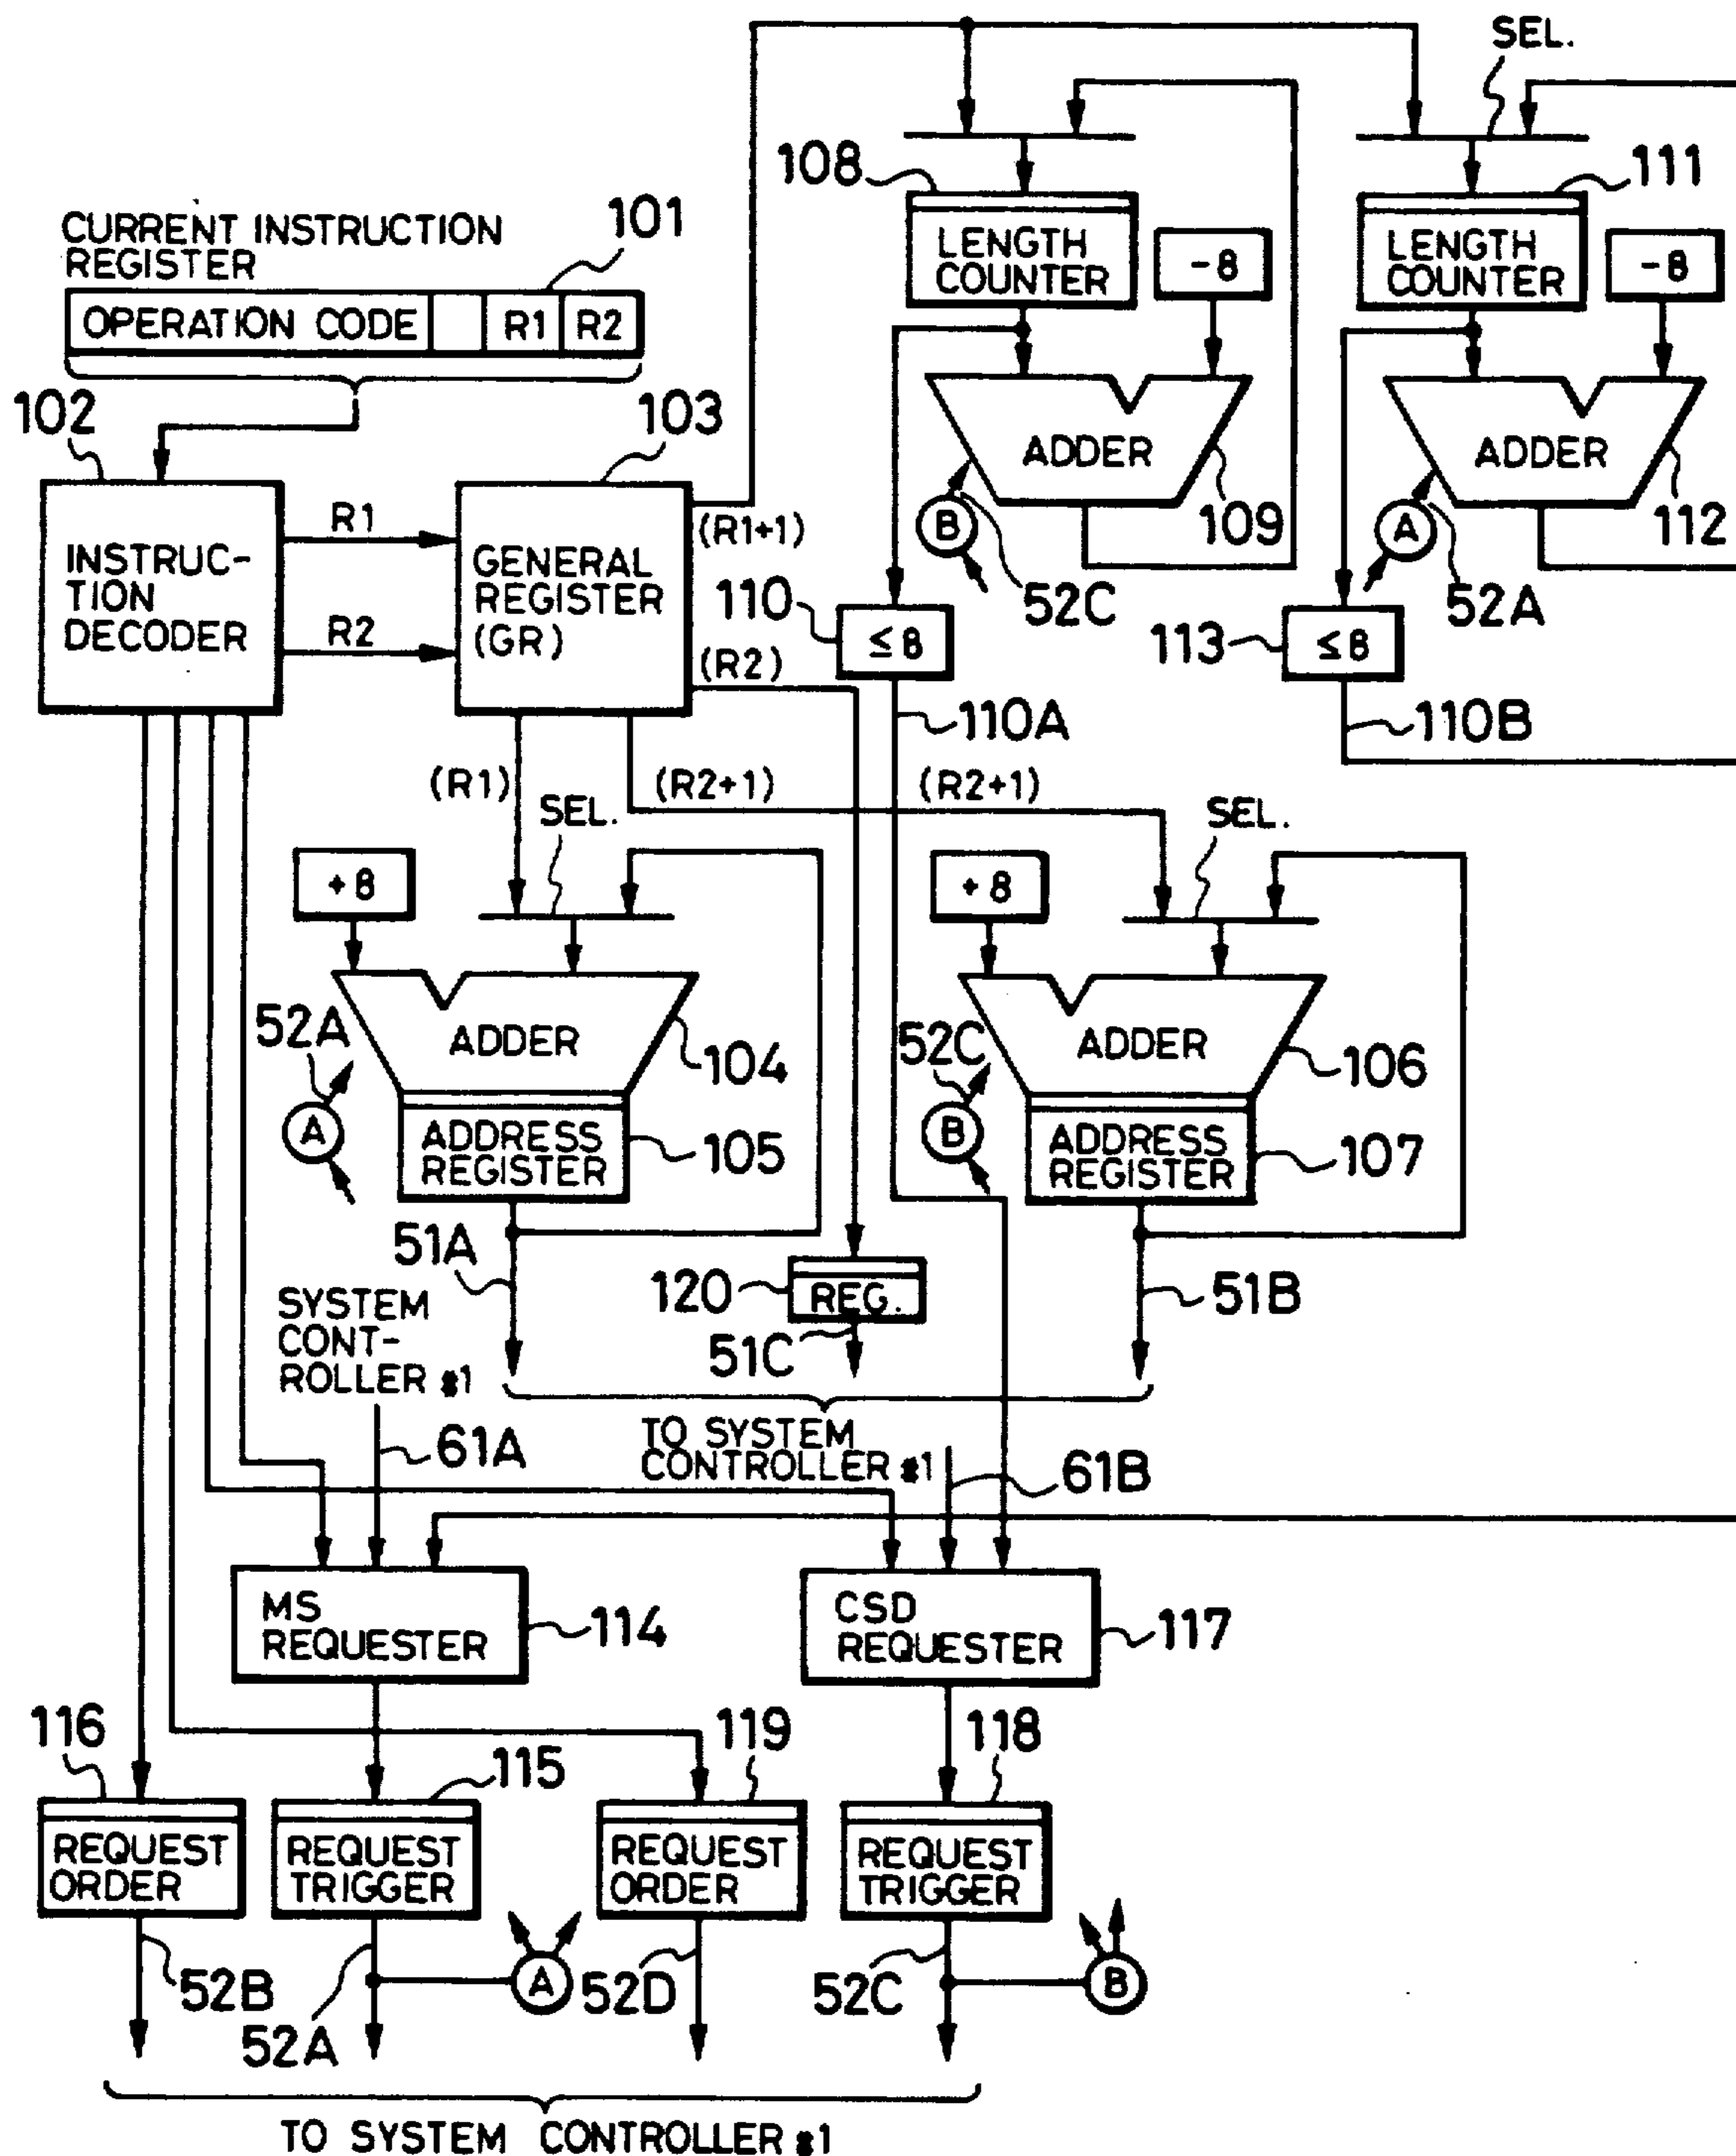 SEL.
108
111
LENGTH
COUNTER
-8
LENGTH
COUNTER
-8
CURRENT INSTRUCTION
REGISTER
101
OPERATION CODE
R1
R2
102
103
ADDER
ADDER
INSTRUC-
TION
DECODER
R1
R2
GENERAL
REGISTER
(GR)
(R1+1)
(R2)
B
109
52C
A
112
52A
110
≤8
113
≤8
110A
110B
(R1)
SEL.
(R2+1)
(R2+1)
SEL.
+8
+8
52A
ADDER
104
52C
ADDER
106
A
ADDRESS
REGISTER
105
B
ADDRESS
REGISTER
107
51A
120
REG.
51C
51B
SYSTEM
CONT-
ROLLER #1
61A
TO SYSTEM
CONTROLLER #1
61B
MS
REQUESTER
114
CSD
REQUESTER
117
116
115
119
118
REQUEST
ORDER
REQUEST
TRIGGER
REQUEST
ORDER
REQUEST
TRIGGER
52B
52A
A
52D
52C
B
TO SYSTEM CONTROLLER #1